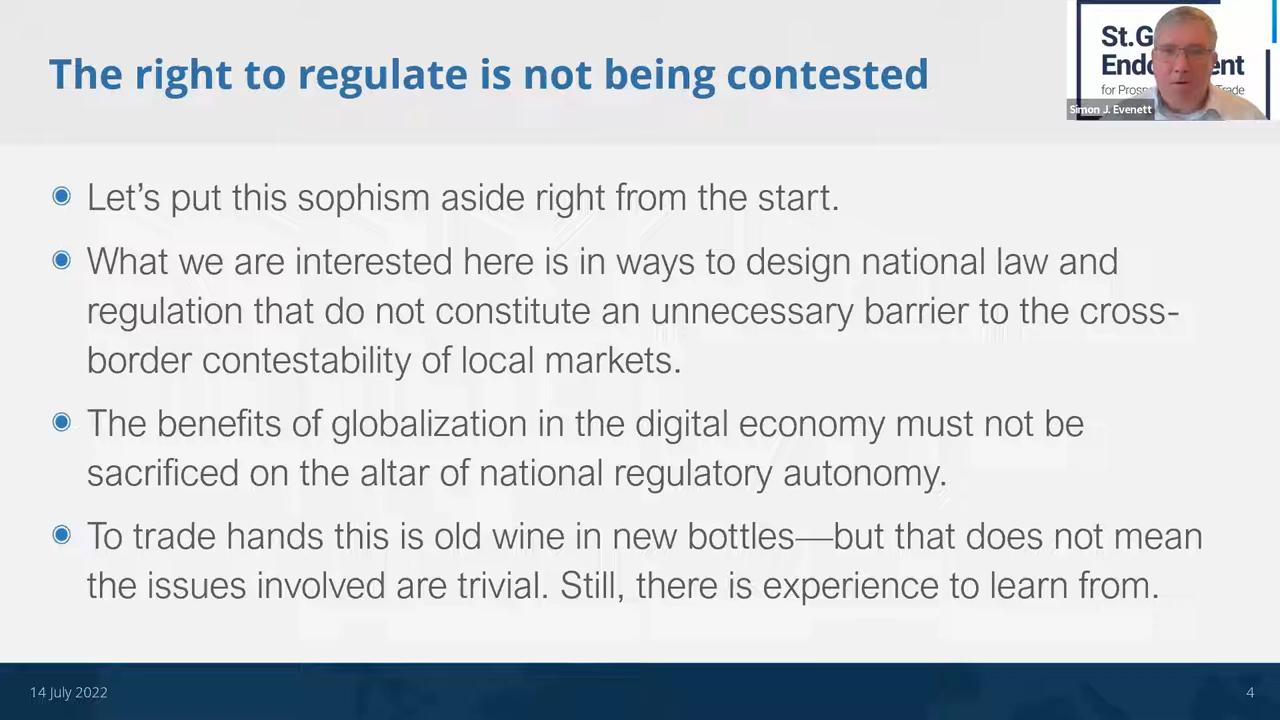 The right to regulate is not being contested
St.G
Endo ent
for Prosp Trade
Simon J. Evenett
Let's put this sophism aside right from the start.
What we are interested here is in ways to design national law and
regulation that do not constitute an unnecessary barrier to the cross-
border contestability of local markets.
The benefits of globalization in the digital economy must not be
sacrificed on the altar of national regulatory autonomy.
To trade hands this is old wine in new bottles—but that does not mean
the issues involved are trivial. Still, there is experience to learn from.
14 July 2022
4